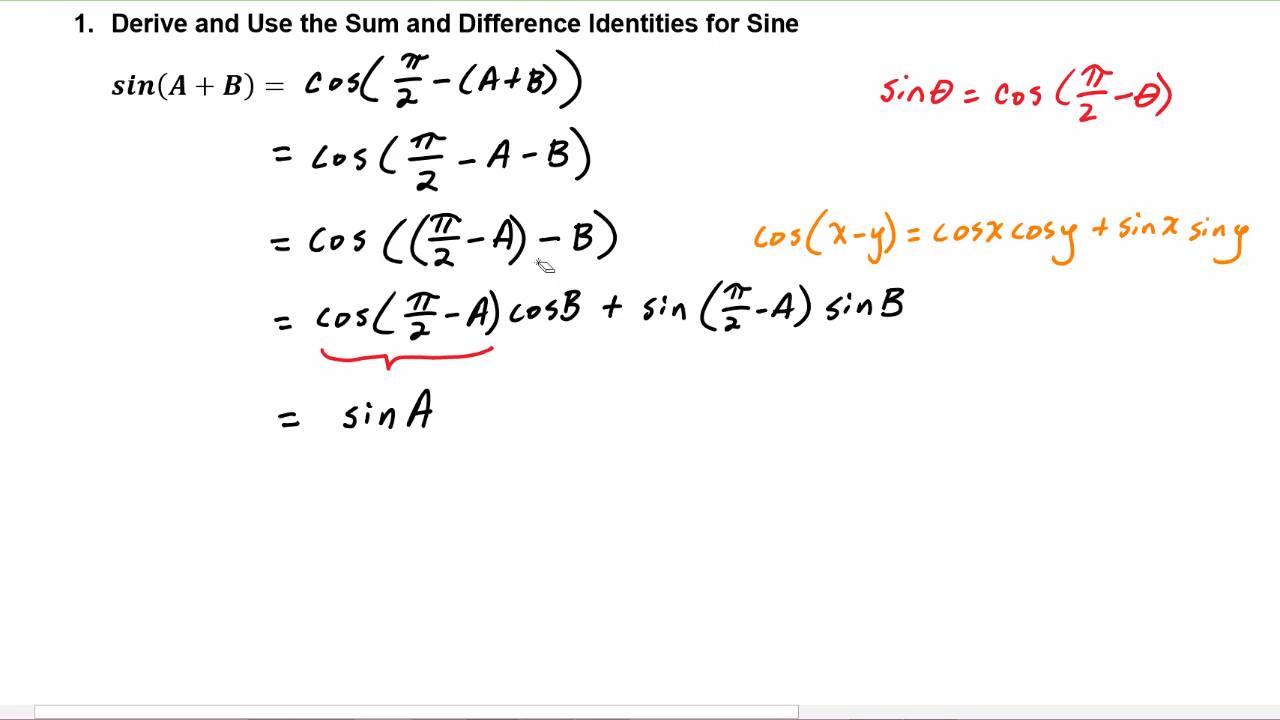 1. Derive and Use the Sum and Difference Identities for Sine
sin(A + B) = cos(π/2 - (A+B))
sinθ = cos(π/2 - θ)
= cos(π/2 - A - B)
= cos((π/2 - A) - B)
cos(x-y) = cosx cosy + sinx siny
= cos(π/2 - A) cosB + sin(π/2 - A) sinB
= sinA